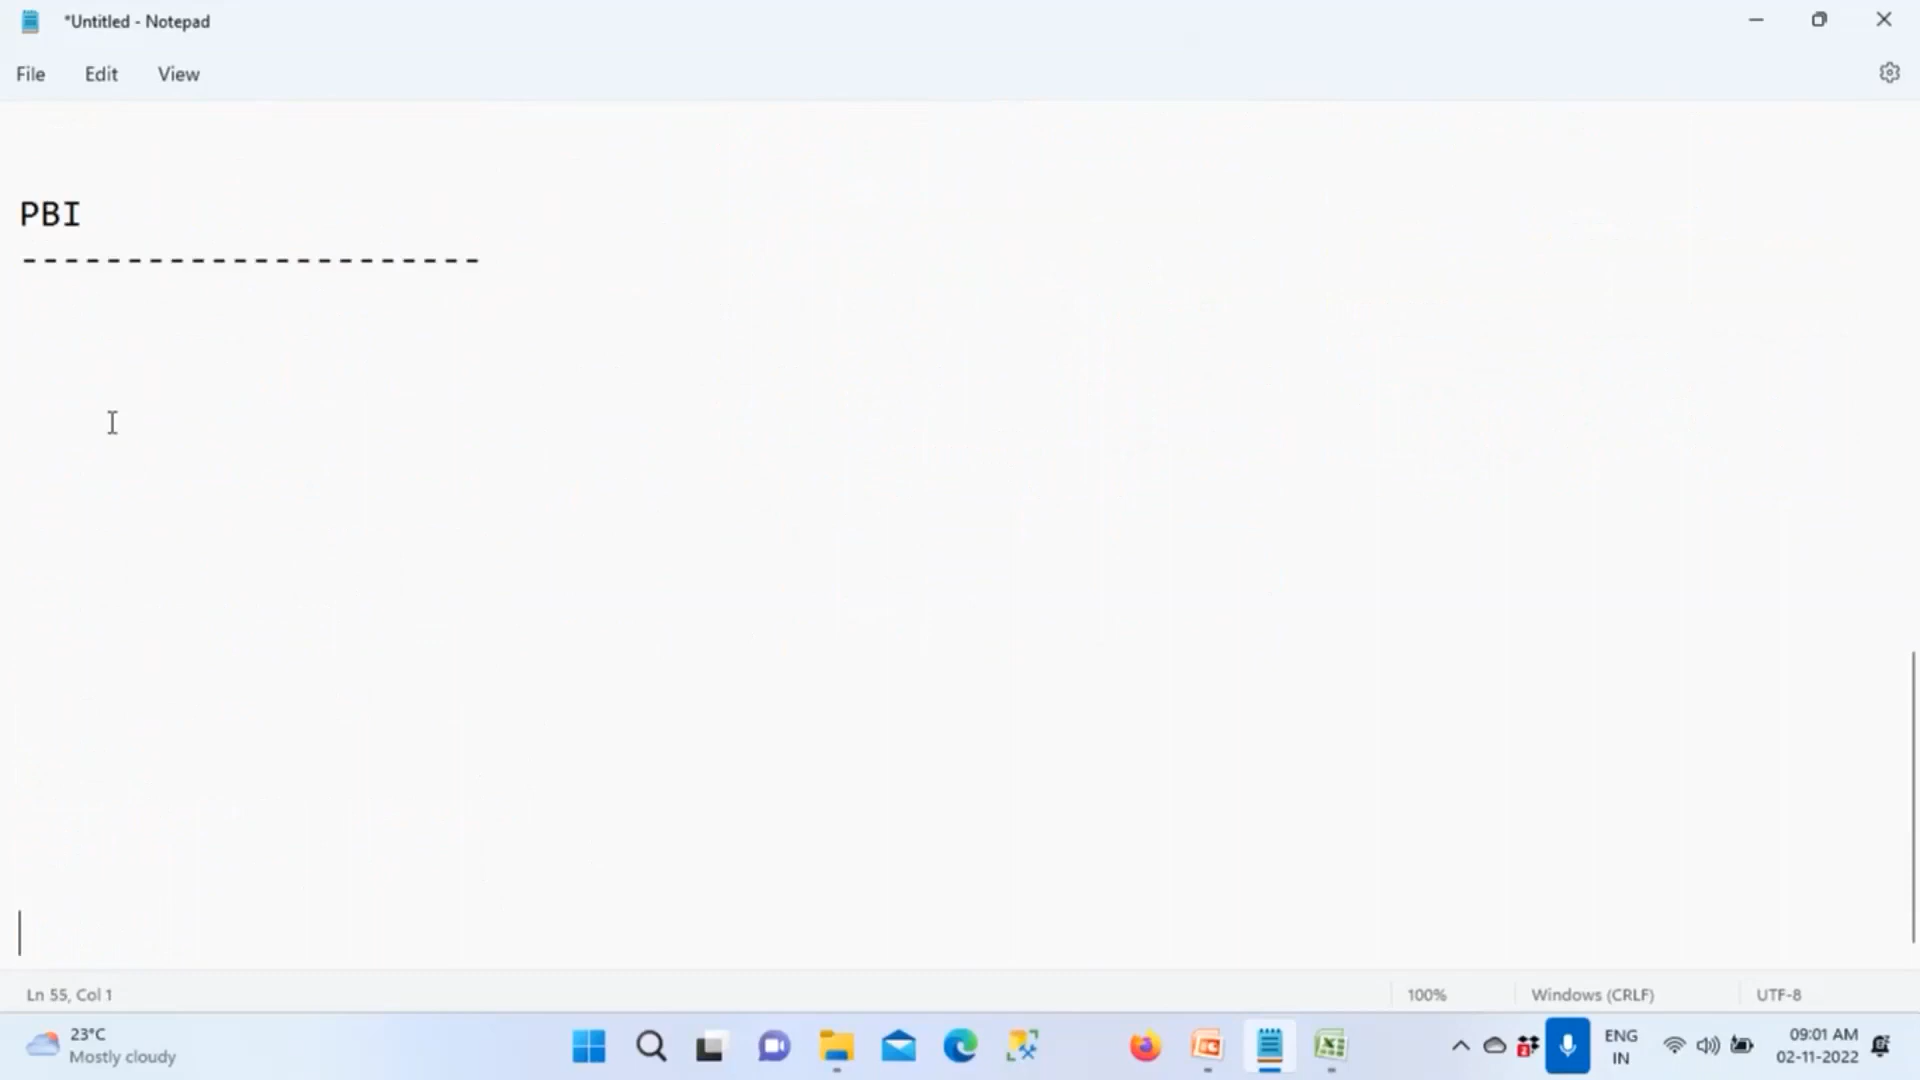 *Untitled - Notepad
File Edit View
PBI
----------------------
Ln 55, Col 1
100%
Windows (CRLF)
UTF-8
23°C
Mostly cloudy
2
ENG
IN
09:01 AM
02-11-2022